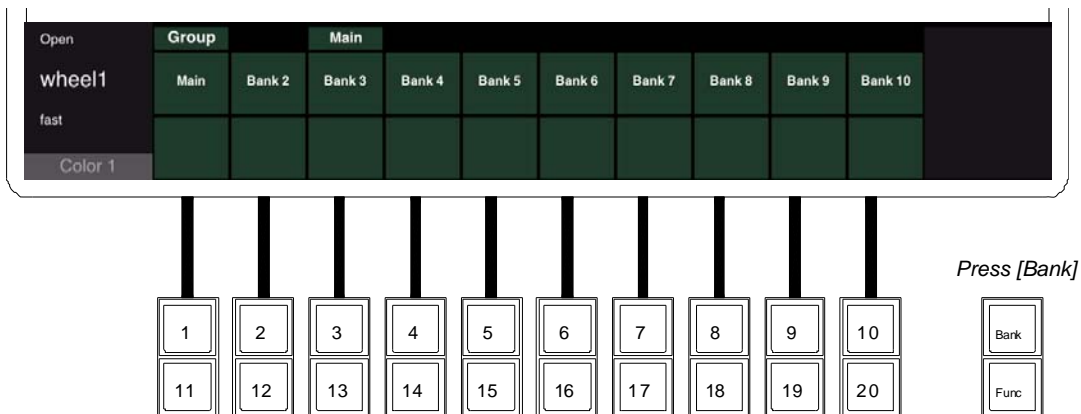 Open Group Main
wheel1 Main Bank 2 Bank 3 Bank 4 Bank 5 Bank 6 Bank 7 Bank 8 Bank 9 Bank 10
fast
Color 1
Press [Bank]
1 2 3 4 5 6 7 8 9 10 Bank
11 12 13 14 15 16 17 18 19 20 Func